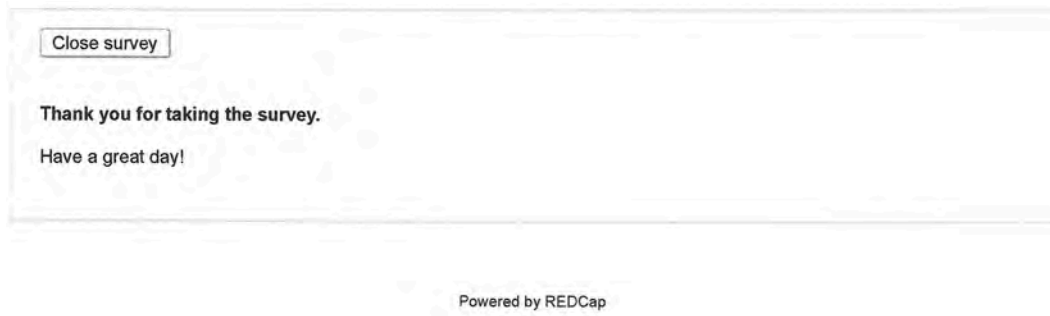 Close survey
Thank you for taking the survey.
Have a great day!
Powered by REDCap